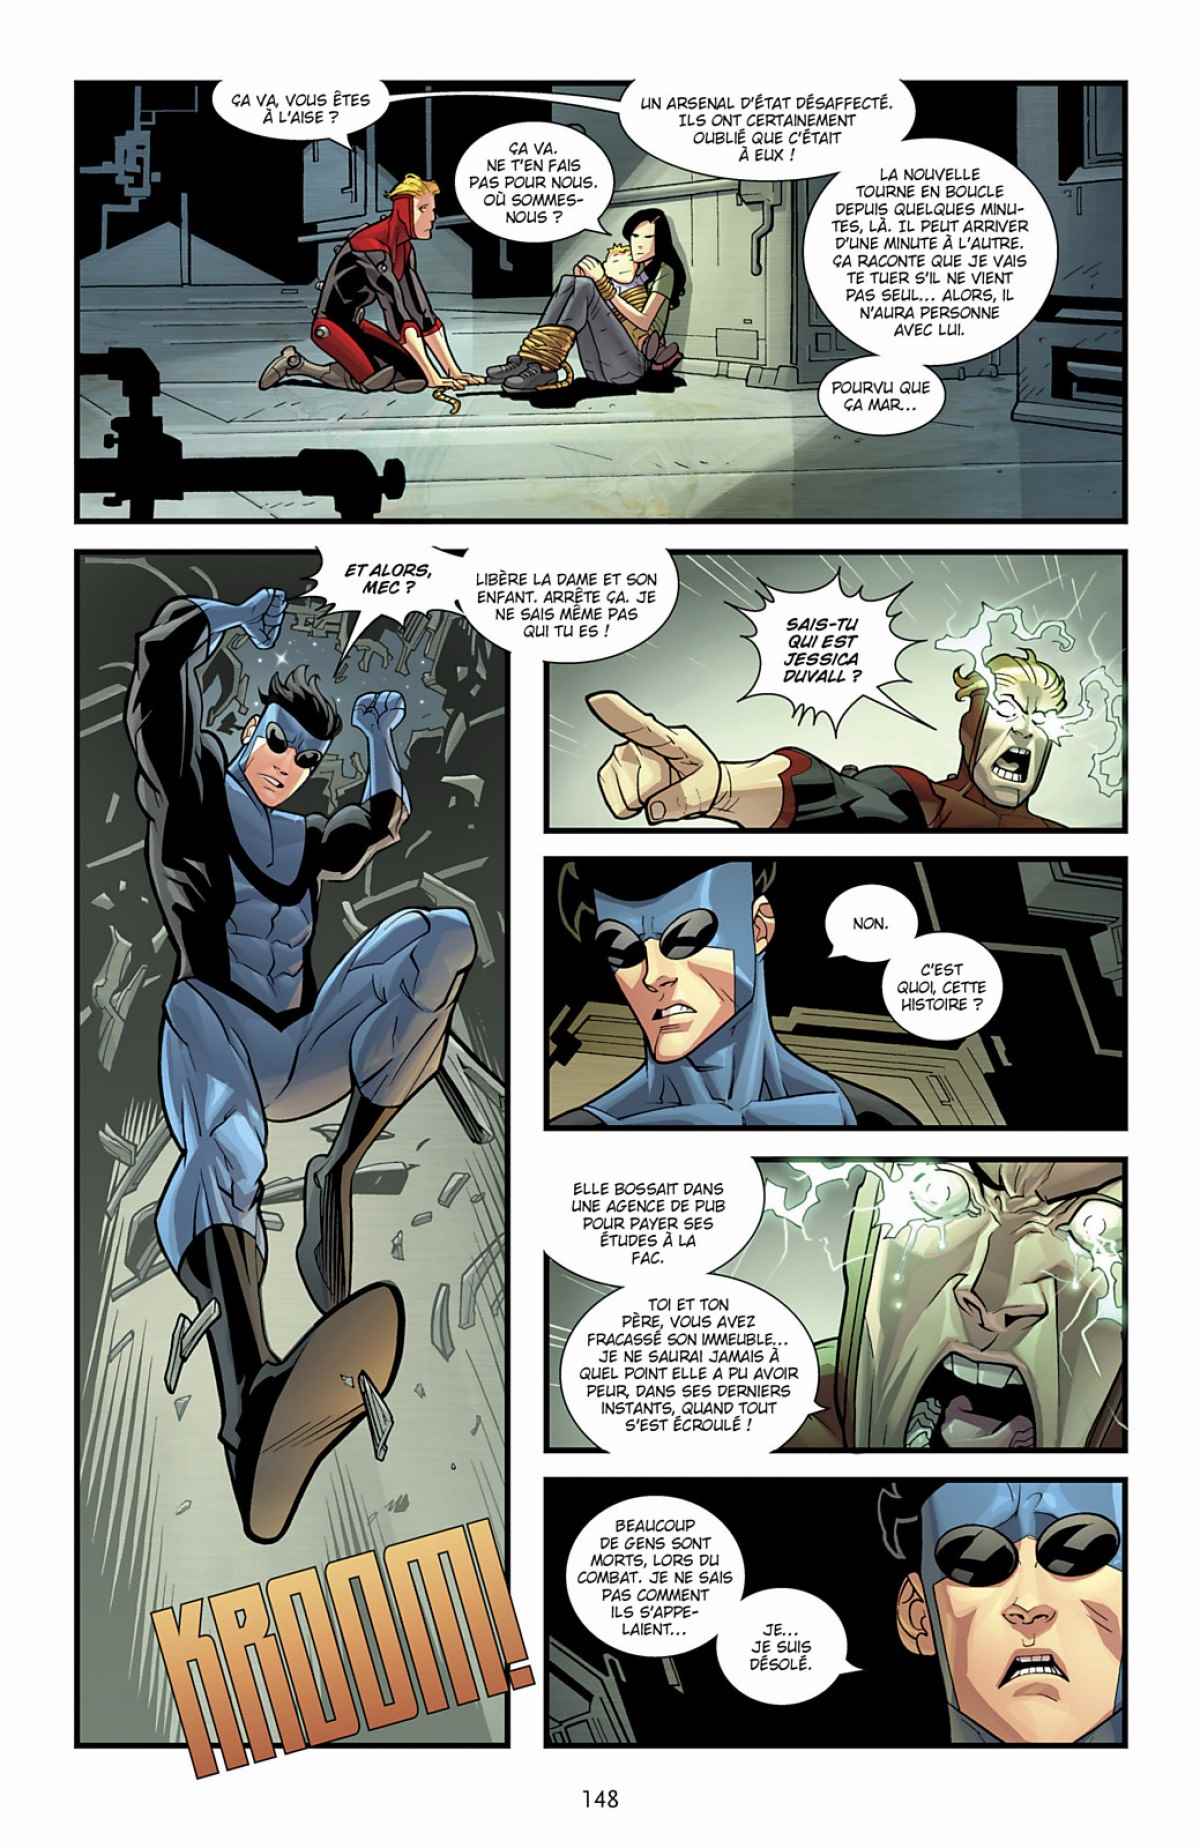 ÇA VA, VOUS ÊTES
À L'AISE ?
ÇA VA.
NE T'EN FAIS
PAS POUR NOUS.
OÙ SOMMES-
NOUS ?
UN ARSENAL D'ÉTAT DÉSAFFECTÉ.
ILS ONT CERTAINEMENT
OUBLIÉ QUE C'ÉTAIT
À EUX !
LA NOUVELLE
TOURNE EN BOUCLE
DEPUIS QUELQUES MINU-
TES, LÀ. IL PEUT ARRIVER
D'UNE MINUTE À L'AUTRE.
ÇA RACONTE QUE JE VAIS
TE TUER S'IL NE VIENT
PAS SEUL... ALORS, IL
N'AURA PERSONNE
AVEC LUI.
POURVU QUE
ÇA MAR...
ET ALORS,
MEC ?
LIBÈRE LA DAME ET SON
ENFANT. ARRÊTE ÇA. JE
NE SAIS MÊME PAS
QUI TU ES !
KROOM!
SAIS-TU
QUI EST
JESSICA
DUVALL ?
NON.
C'EST
QUOI, CETTE
HISTOIRE ?
ELLE BOSSAIT DANS
UNE AGENCE DE PUB
POUR PAYER SES
ÉTUDES À LA
FAC.
TOI ET TON
PÈRE, VOUS AVEZ
FRACASSÉ SON IMMEUBLE...
JE NE SAURAI JAMAIS À
QUEL POINT ELLE A PU AVOIR
PEUR, DANS SES DERNIERS
INSTANTS, QUAND TOUT
S'EST ÉCROULÉ !
BEAUCOUP
DE GENS SONT
MORTS, LORS DU
COMBAT. JE NE SAIS
PAS COMMENT
ILS S'APPE-
LAIENT...
JE...
JE SUIS
DÉSOLÉ.
148